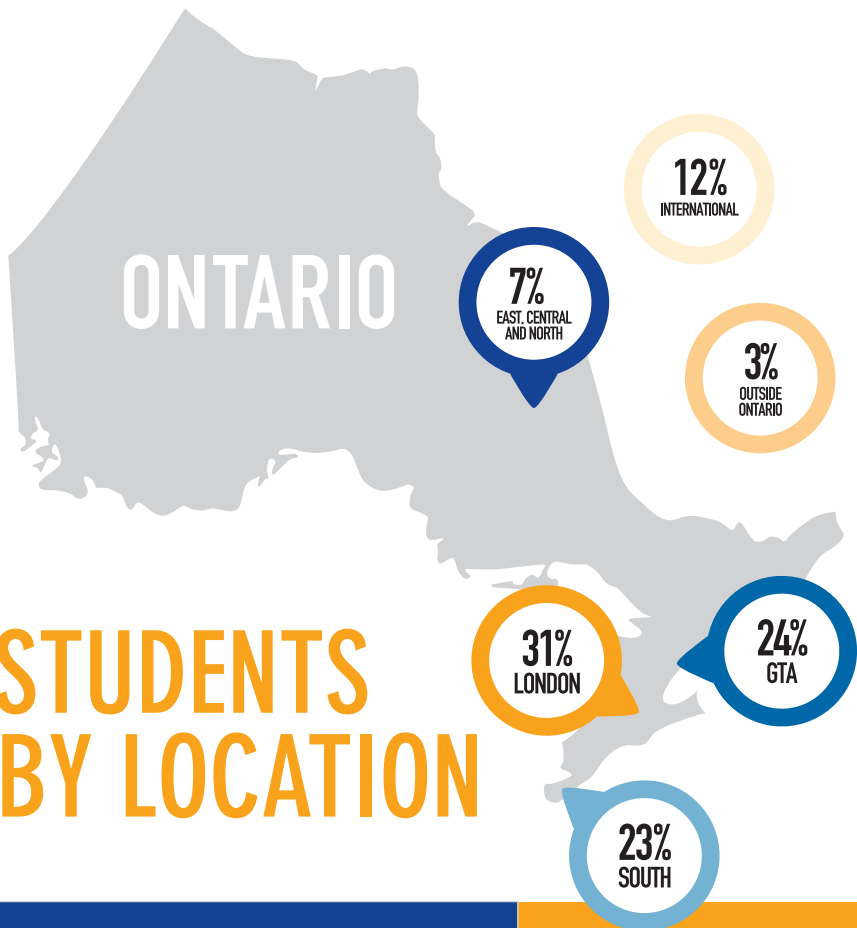 12%
INTERNATIONAL
ONTARIO
7%
EAST, CENTRAL
AND NORTH
3%
OUTSIDE
ONTARIO
31%
LONDON
24%
GTA
STUDENTS
BY LOCATION
23%
SOUTH